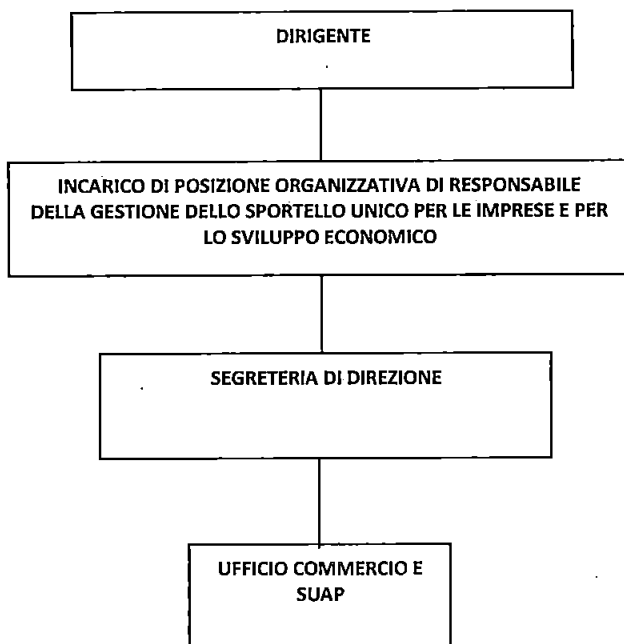 DIRIGENTE
INCARICO DI POSIZIONE ORGANIZZATIVA DI RESPONSABILE
DELLA GESTIONE DELLO SPORTELLO UNICO PER LE IMPRESE E PER
LO SVILUPPO ECONOMICO
SEGRETERIA DI DIREZIONE
UFFICIO COMMERCIO E
SUAP